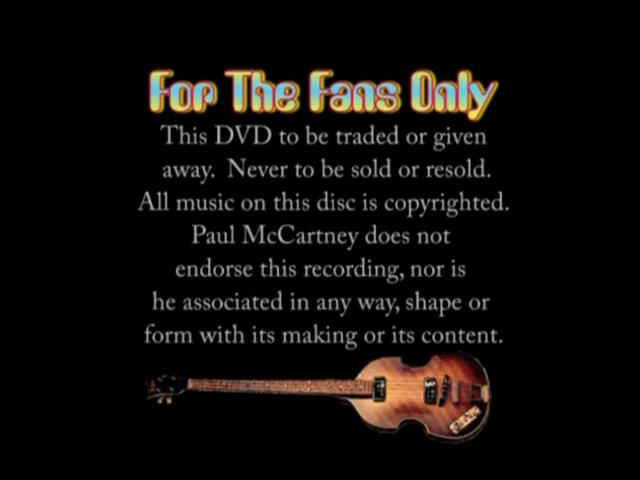 For The Fans Only
This DVD to be traded or given
away. Never to be sold or resold.
All music on this disc is copyrighted.
Paul McCartney does not
endorse this recording, nor is
he associated in any way, shape or
form with its making or its content.